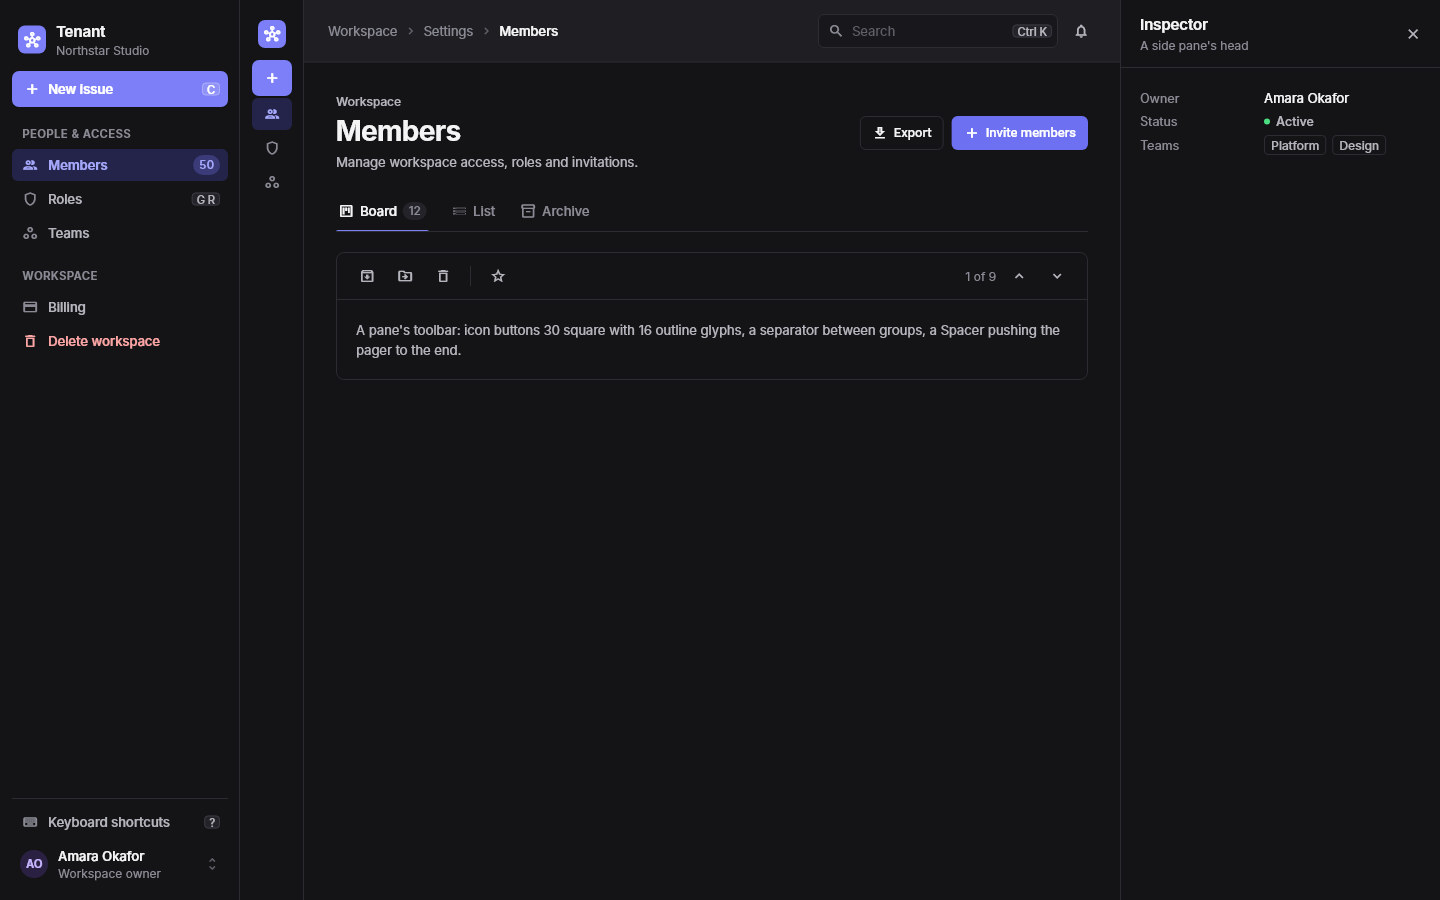 Tenant
Northstar Studio
New issue C
PEOPLE & ACCESS
Members 50
Roles G R
Teams
WORKSPACE
Billing
Delete workspace
Keyboard shortcuts ?
AO Amara Okafor
Workspace owner
Workspace Settings Members
Search Ctrl K
Workspace
Members
Manage workspace access, roles and invitations.
Export Invite members
Board 12 List Archive
1 of 9
A pane's toolbar: icon buttons 30 square with 16 outline glyphs, a separator between groups, a Spacer pushing the
pager to the end.
Inspector
A side pane's head
Owner Amara Okafor
Status Active
Teams Platform Design